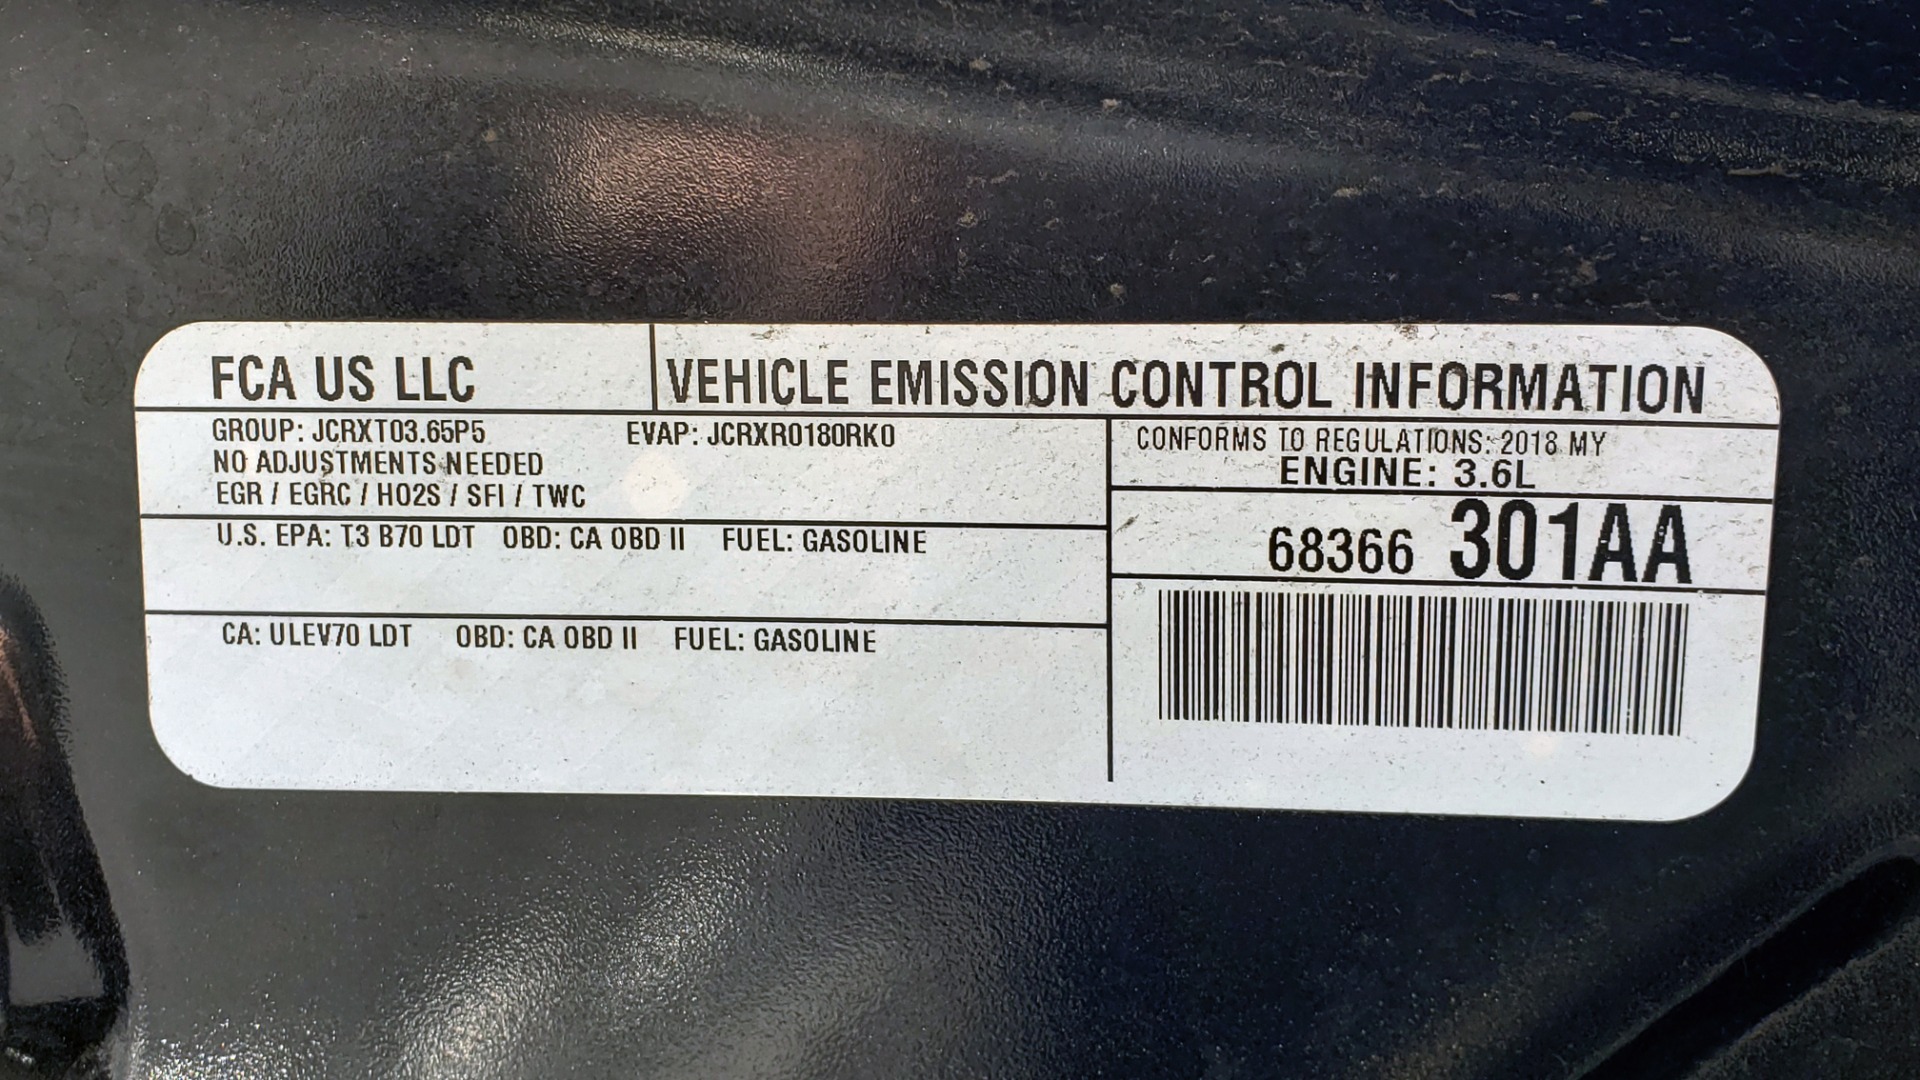 FCA US LLC
VEHICLE EMISSION CONTROL INFORMATION
GROUP: JCRXT03.65P5 EVAP: JCRXR0180RK0
NO ADJUSTMENTS NEEDED
EGR / EGRC / HO2S / SFI / TWC
CONFORMS TO REGULATIONS: 2018 MY
ENGINE: 3.6L
U.S. EPA: T3 B70 LDT OBD: CA OBD II FUEL: GASOLINE
68366 301AA
CA: ULEV70 LDT OBD: CA OBD II FUEL: GASOLINE